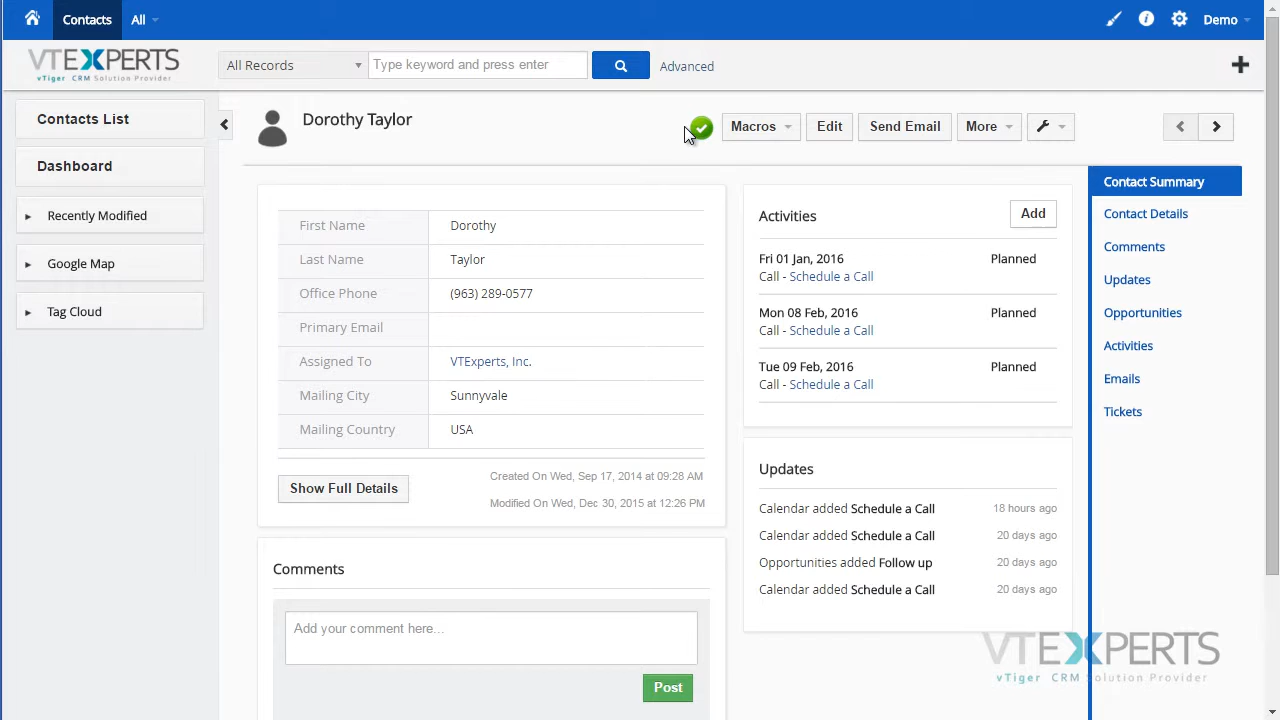 Contacts All Demo
VTEXPERTS
vTiger CRM Solution Provider
All Records Type keyword and press enter Advanced
Contacts List
Dashboard
Recently Modified
Google Map
Tag Cloud
Dorothy Taylor
Macros Edit Send Email More
First Name Dorothy
Last Name Taylor
Office Phone (963) 289-0577
Primary Email
Assigned To VTExperts, Inc.
Mailing City Sunnyvale
Mailing Country USA
Show Full Details
Created On Wed, Sep 17, 2014 at 09:28 AM
Modified On Wed, Dec 30, 2015 at 12:26 PM
Comments
Add your comment here...
Post
Activities Add
Fri 01 Jan, 2016 Planned
Call - Schedule a Call
Mon 08 Feb, 2016 Planned
Call - Schedule a Call
Tue 09 Feb, 2016 Planned
Call - Schedule a Call
Updates
Calendar added Schedule a Call 18 hours ago
Calendar added Schedule a Call 20 days ago
Opportunities added Follow up 20 days ago
Calendar added Schedule a Call 20 days ago
Contact Summary
Contact Details
Comments
Updates
Opportunities
Activities
Emails
Tickets
VTEXPERTS
vTiger CRM Solution Provider